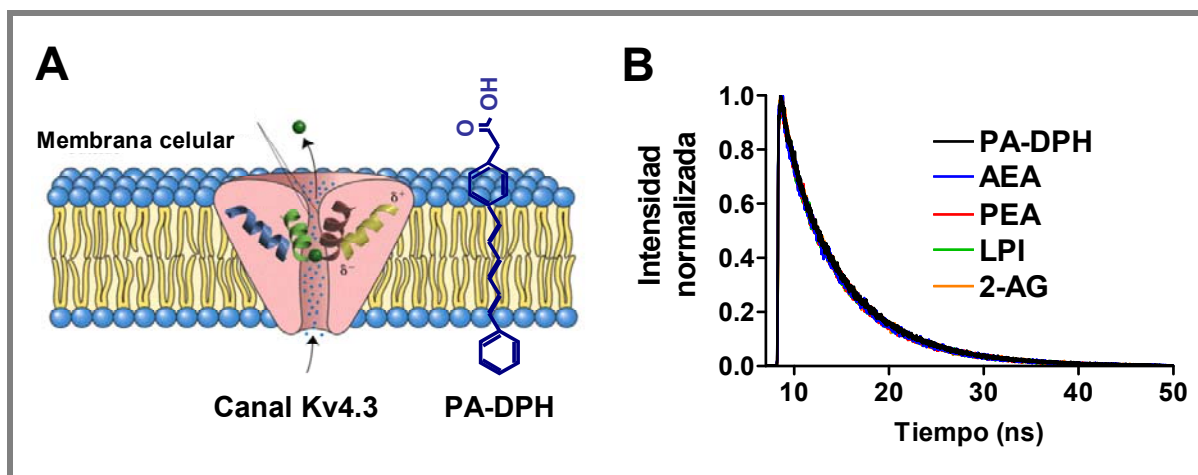 A
Membrana celular
OH
O
δ+
δ−
Canal Kv4.3
PA-DPH
B
Intensidad
normalizada
1.0
0.8
0.6
0.4
0.2
0.0
PA-DPH
AEA
PEA
LPI
2-AG
10
20
30
40
50
Tiempo (ns)